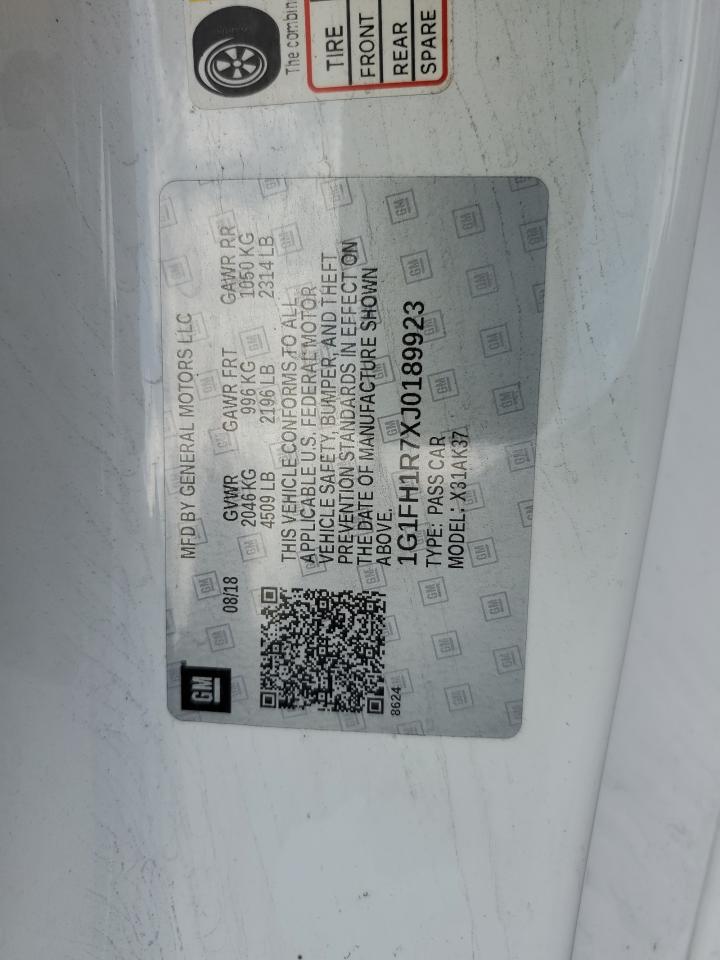 The combin
TIRE
FRONT
REAR
SPARE
GM
MFD BY GENERAL MOTORS LLC
08/18 GVWR GAWR FRT GAWR RR
2046 KG 996 KG 1050 KG
4509 LB 2196 LB 2314 LB
THIS VEHICLE CONFORMS TO ALL
APPLICABLE U.S. FEDERAL MOTOR
VEHICLE SAFETY, BUMPER, AND THEFT
PREVENTION STANDARDS IN EFFECT ON
THE DATE OF MANUFACTURE SHOWN
ABOVE.
8624
1G1FH1R7XJ0189923
TYPE: PASS CAR
MODEL: X31AK37